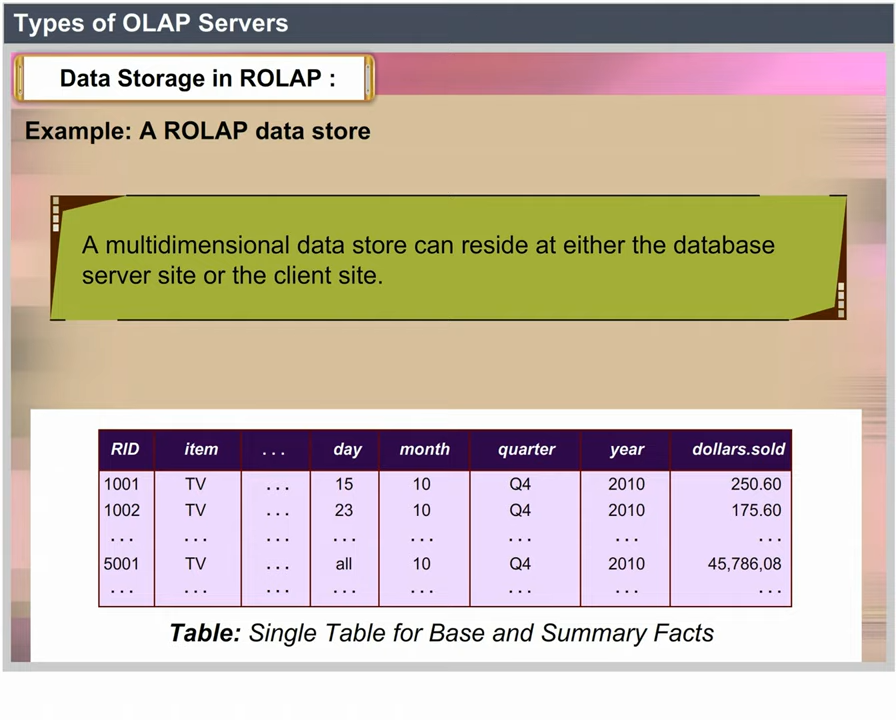 Types of OLAP Servers
Data Storage in ROLAP :
Example: A ROLAP data store
A multidimensional data store can reside at either the database
server site or the client site.
RID item . . . day month quarter year dollars.sold
1001 TV . . . 15 10 Q4 2010 250.60
1002 TV . . . 23 10 Q4 2010 175.60
. . . . . . . . . . . . . . . . . . . . . . . .
5001 TV . . . all 10 Q4 2010 45,786,08
. . . . . . . . . . . . . . . . . . . . . . . .
Table: Single Table for Base and Summary Facts